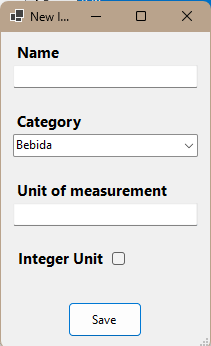 New I...
Name
Category
Bebida
Unit of measurement
Integer Unit
Save